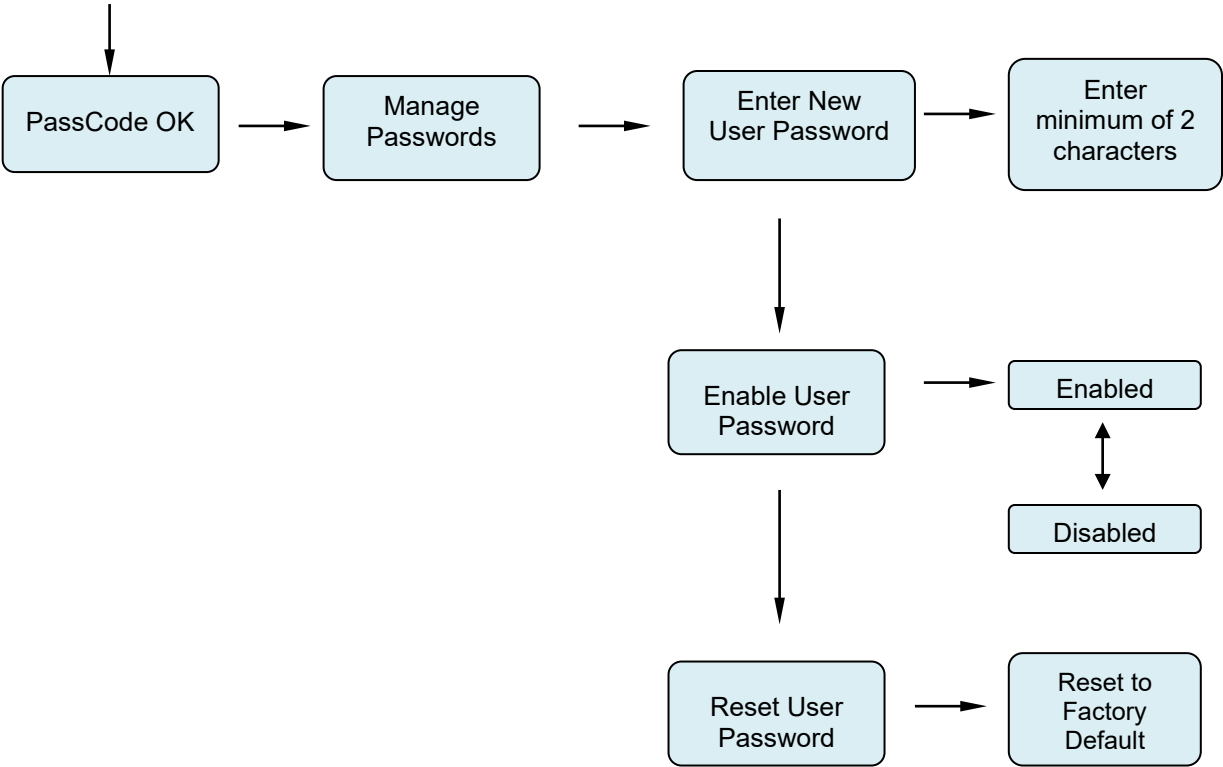 PassCode OK
Manage
Passwords
Enter New
User Password
Enter
minimum of 2
characters
Enable User
Password
Enabled
Disabled
Reset User
Password
Reset to
Factory
Default